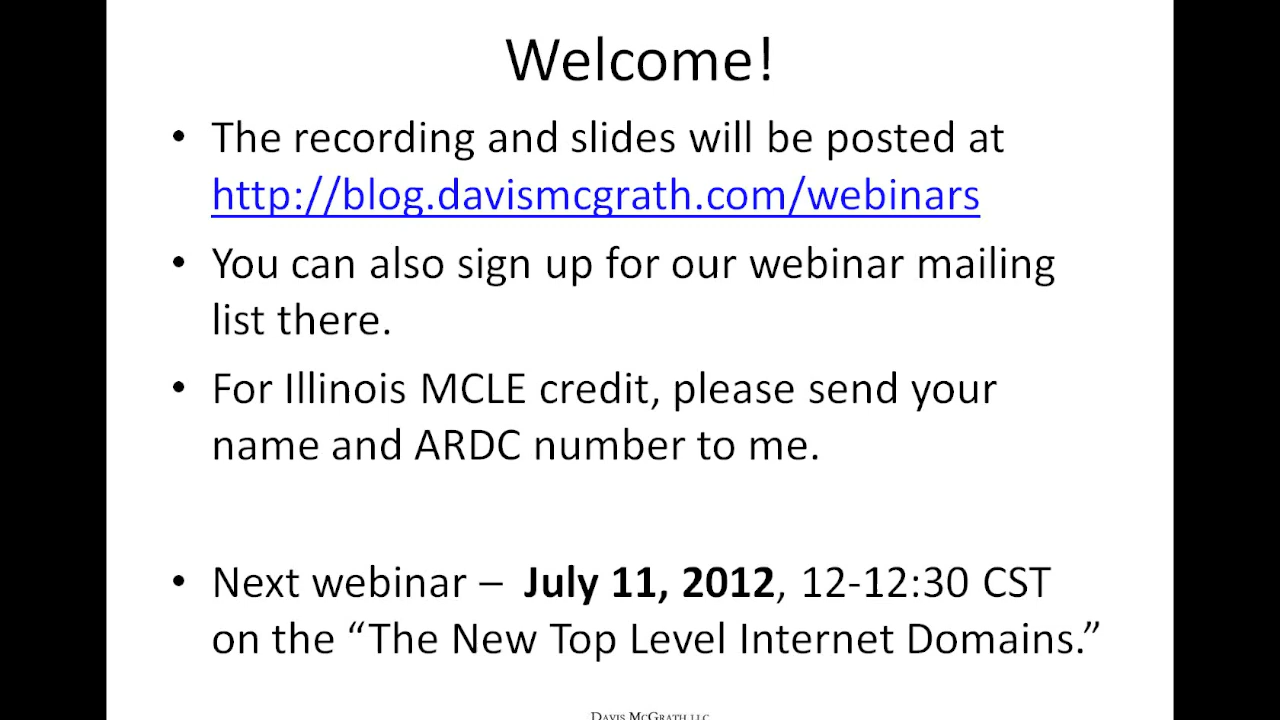 Welcome!
• The recording and slides will be posted at
http://blog.davismcgrath.com/webinars
• You can also sign up for our webinar mailing
list there.
• For Illinois MCLE credit, please send your
name and ARDC number to me.
• Next webinar – July 11, 2012, 12-12:30 CST
on the “The New Top Level Internet Domains.”
DAVIS MCGRATH LLC